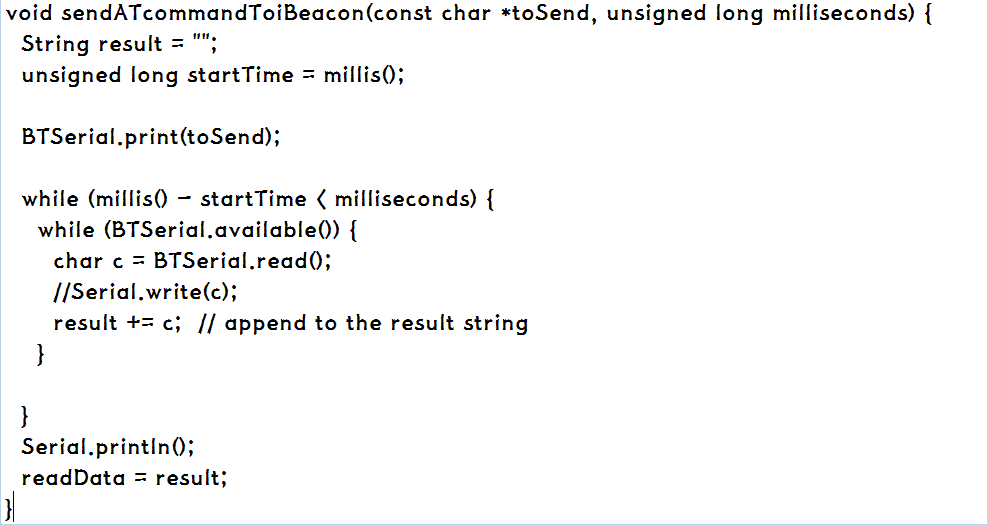 void sendATcommandToiBeacon(const char *toSend, unsigned long milliseconds) {
String result = "";
unsigned long startTime = millis();
BTSerial.print(toSend);
while (millis() - startTime < milliseconds) {
while (BTSerial.available()) {
char c = BTSerial.read();
//Serial.write(c);
result += c; // append to the result string
}
}
Serial.println();
readData = result;
}